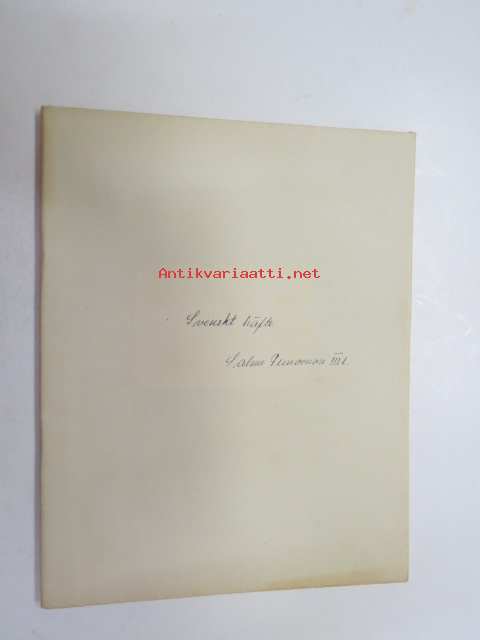 Antikvariaatti.net
Svenskt häfte
Salme